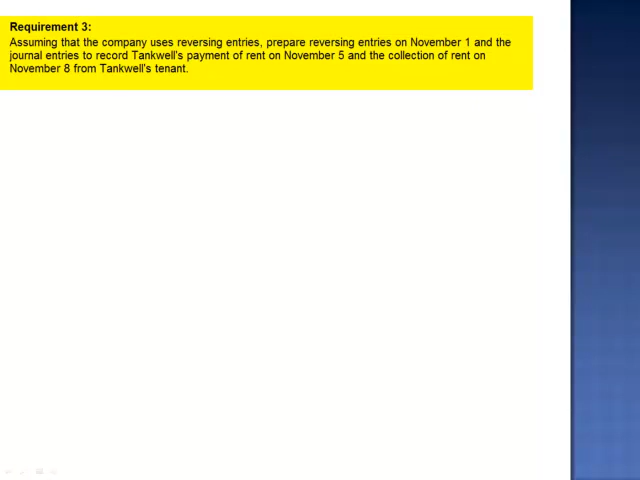 Requirement 3:
Assuming that the company uses reversing entries, prepare reversing entries on November 1 and the
journal entries to record Tankwell's payment of rent on November 5 and the collection of rent on
November 8 from Tankwell's tenant.